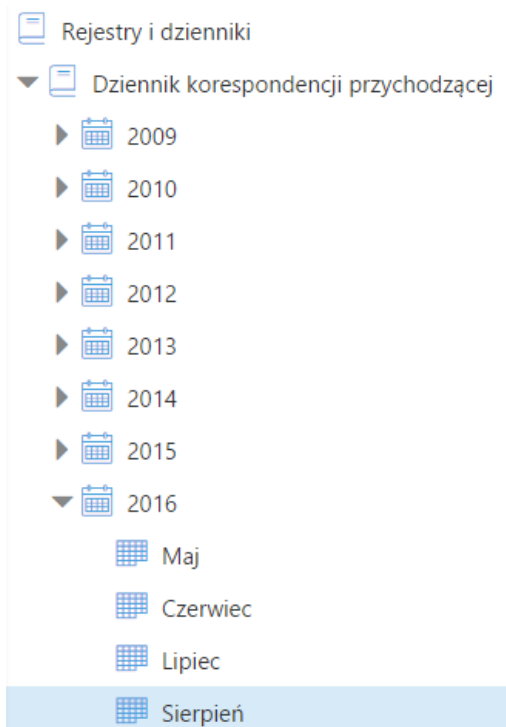 Rejestry i dzienniki
Dziennik korespondencji przychodzącej
2009
2010
2011
2012
2013
2014
2015
2016
Maj
Czerwiec
Lipiec
Sierpień